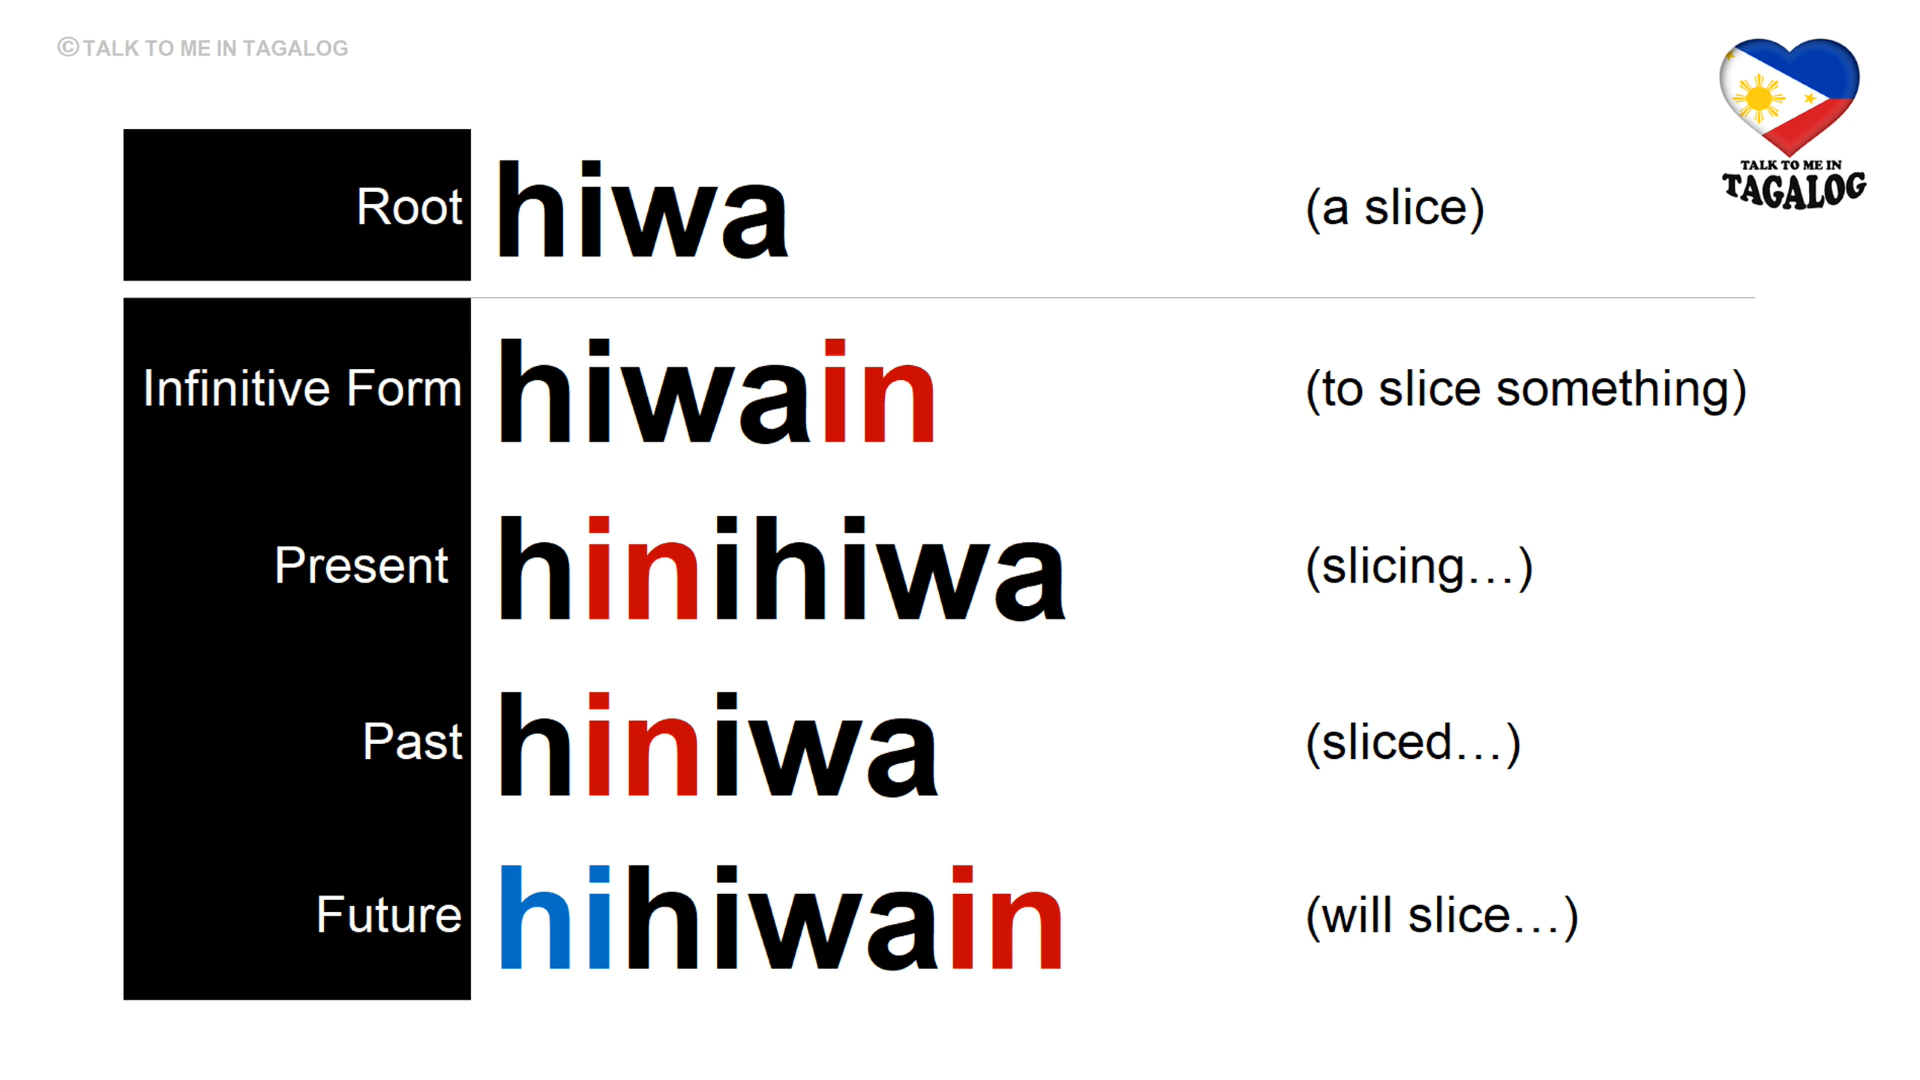 © TALK TO ME IN TAGALOG
TALK TO ME IN
TAGALOG
Root hiwa (a slice)
Infinitive Form hiwain (to slice something)
Present hinihiwa (slicing…)
Past hiniwa (sliced…)
Future hihiwain (will slice…)